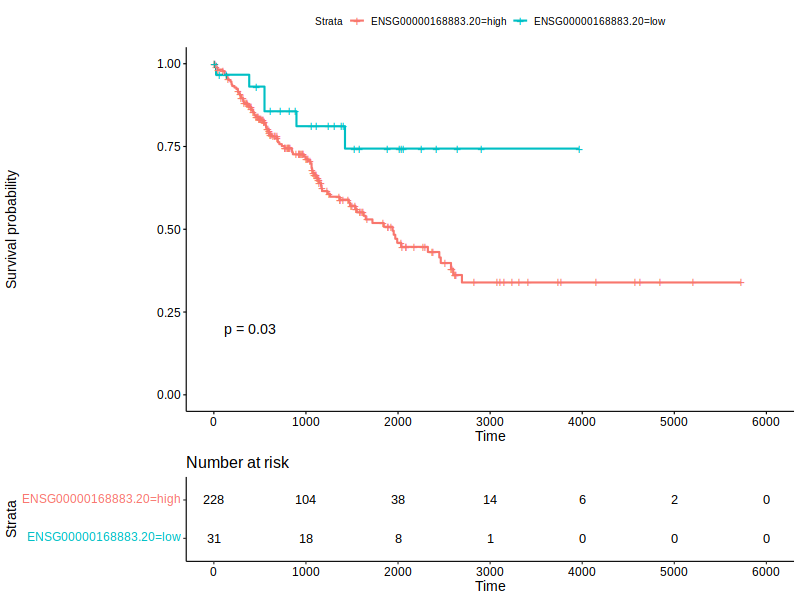 Strata ENSG00000168883.20=high ENSG00000168883.20=low
Survival probability
1.00
0.75
0.50
0.25
0.00
p = 0.03
0 1000 2000 3000 4000 5000 6000
Time
Number at risk
Strata
ENSG00000168883.20=high 228 104 38 14 6 2 0
ENSG00000168883.20=low 31 18 8 1 0 0 0
0 1000 2000 3000 4000 5000 6000
Time